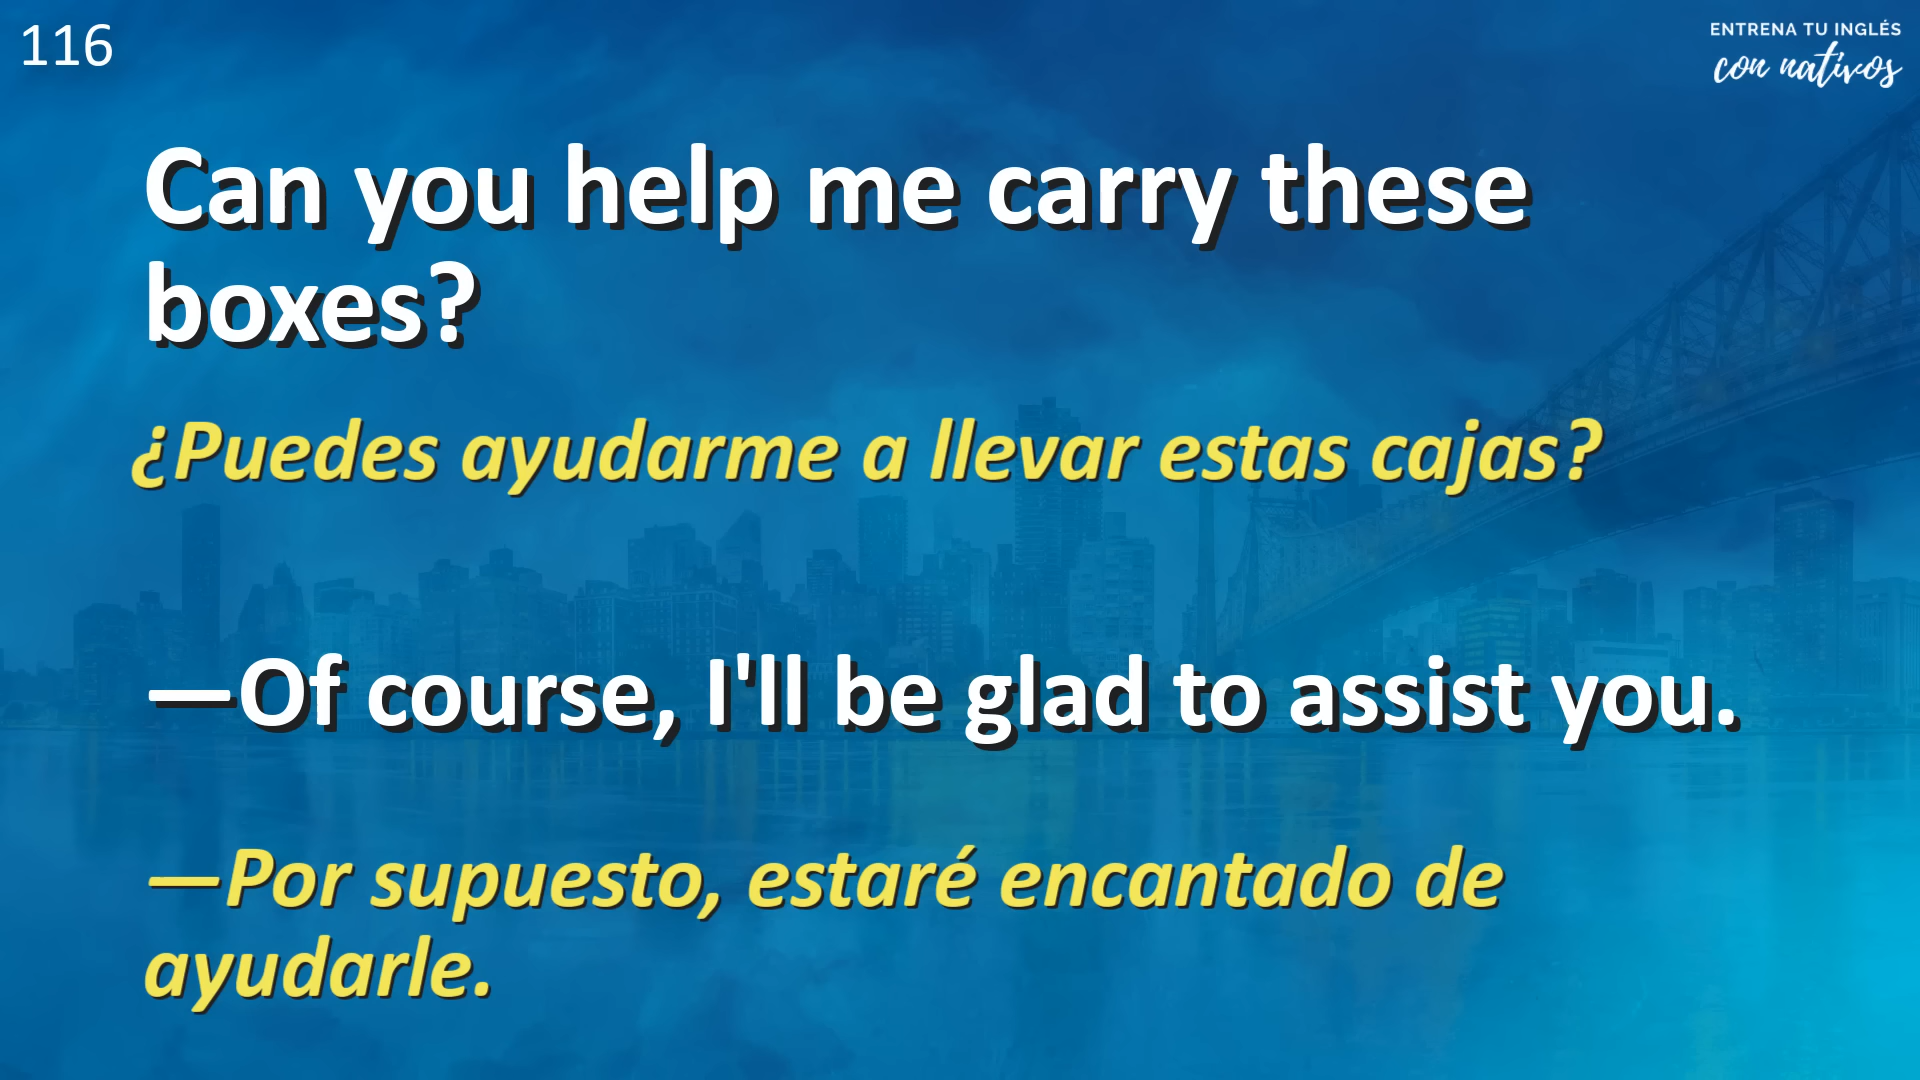 116
ENTRENA TU INGLÉS
con nativos
Can you help me carry these
boxes?
¿Puedes ayudarme a llevar estas cajas?
—Of course, I'll be glad to assist you.
—Por supuesto, estaré encantado de
ayudarle.